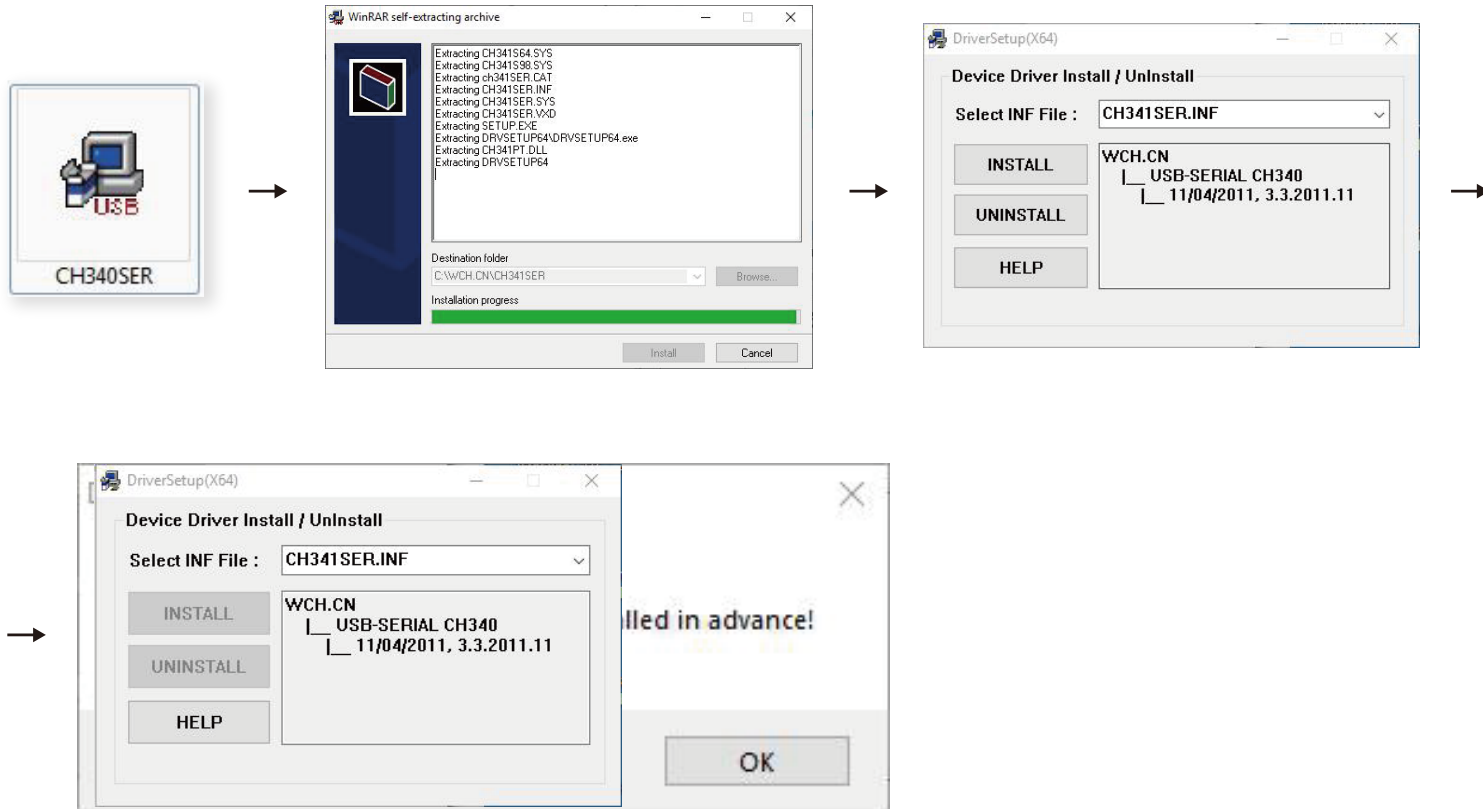 USB
CH340SER
WinRAR self-extracting archive
Extracting CH341S64.SYS
Extracting CH341S98.SYS
Extracting ch341SER.CAT
Extracting CH341SER.INF
Extracting CH341SER.SYS
Extracting CH341SER.VXD
Extracting SETUP.EXE
Extracting DRVSETUP64\DRVSETUP64.exe
Extracting CH341PT.DLL
Extracting DRVSETUP64
Destination folder
C:\WCH.CN\CH341SER
Browse...
Installation progress
Install
Cancel
DriverSetup(X64)
Device Driver Install / UnInstall
Select INF File :
CH341SER.INF
INSTALL
UNINSTALL
HELP
WCH.CN
|__ USB-SERIAL CH340
|__ 11/04/2011, 3.3.2011.11
DriverSetup(X64)
Device Driver Install / UnInstall
Select INF File :
CH341SER.INF
INSTALL
UNINSTALL
HELP
WCH.CN
|__ USB-SERIAL CH340
|__ 11/04/2011, 3.3.2011.11
in advance!
OK